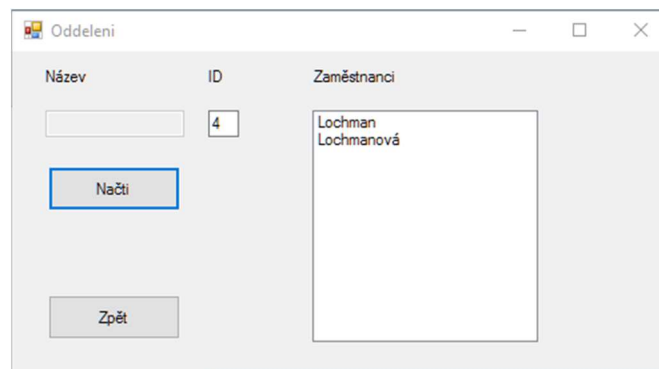 Oddeleni
Název ID Zaměstnanci
4
Lochman
Lochmanová
Načti
Zpět